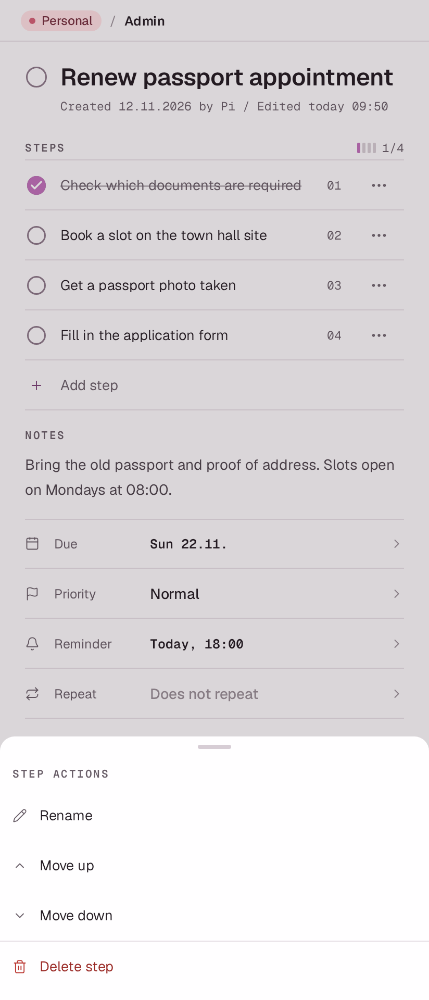 Personal / Admin
Renew passport appointment
Created 12.11.2026 by Pi / Edited today 09:50
STEPS 1/4
Check which documents are required 01
Book a slot on the town hall site 02
Get a passport photo taken 03
Fill in the application form 04
Add step
NOTES
Bring the old passport and proof of address. Slots open
on Mondays at 08:00.
Due Sun 22.11.
Priority Normal
Reminder Today, 18:00
Repeat Does not repeat
STEP ACTIONS
Rename
Move up
Move down
Delete step